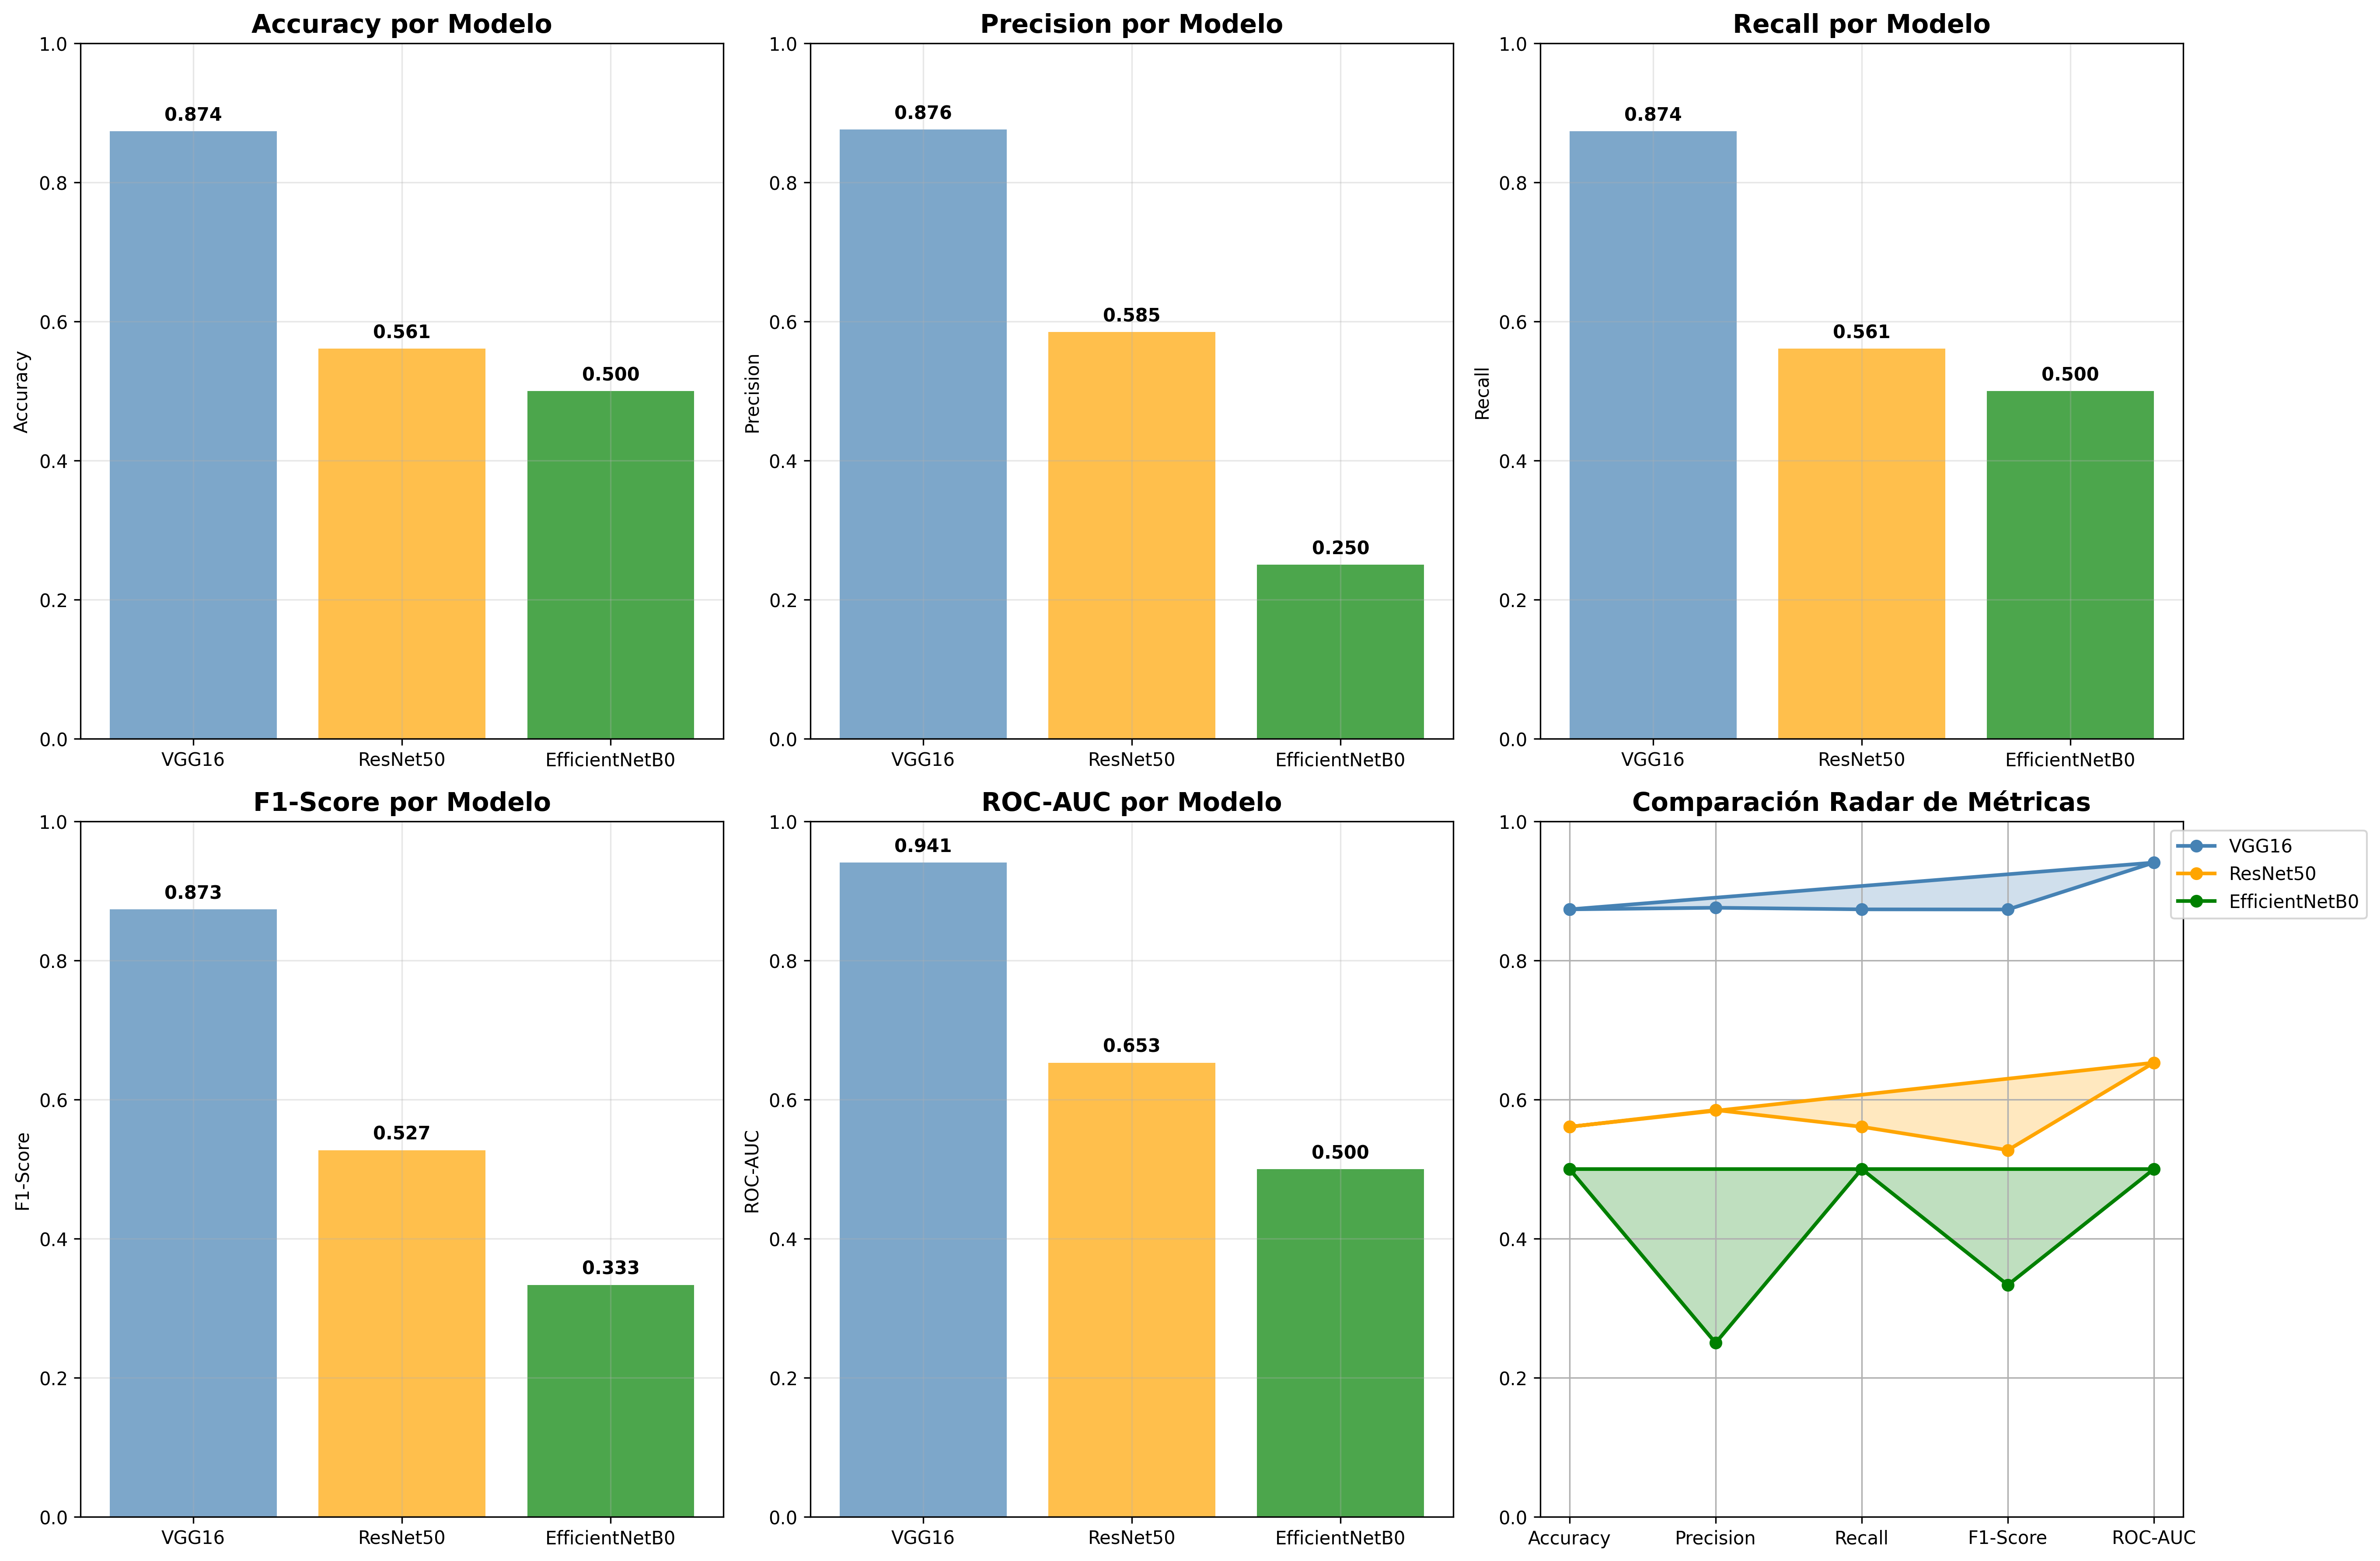 Accuracy por Modelo
Accuracy
1.0
0.8
0.6
0.4
0.2
0.0
0.874
0.561
0.500
VGG16
ResNet50
EfficientNetB0
Precision por Modelo
Precision
1.0
0.8
0.6
0.4
0.2
0.0
0.876
0.585
0.250
VGG16
ResNet50
EfficientNetB0
Recall por Modelo
Recall
1.0
0.8
0.6
0.4
0.2
0.0
0.874
0.561
0.500
VGG16
ResNet50
EfficientNetB0
F1-Score por Modelo
F1-Score
1.0
0.8
0.6
0.4
0.2
0.0
0.873
0.527
0.333
VGG16
ResNet50
EfficientNetB0
ROC-AUC por Modelo
ROC-AUC
1.0
0.8
0.6
0.4
0.2
0.0
0.941
0.653
0.500
VGG16
ResNet50
EfficientNetB0
Comparación Radar de Métricas
1.0
0.8
0.6
0.4
0.2
0.0
VGG16
ResNet50
EfficientNetB0
Accuracy
Precision
Recall
F1-Score
ROC-AUC